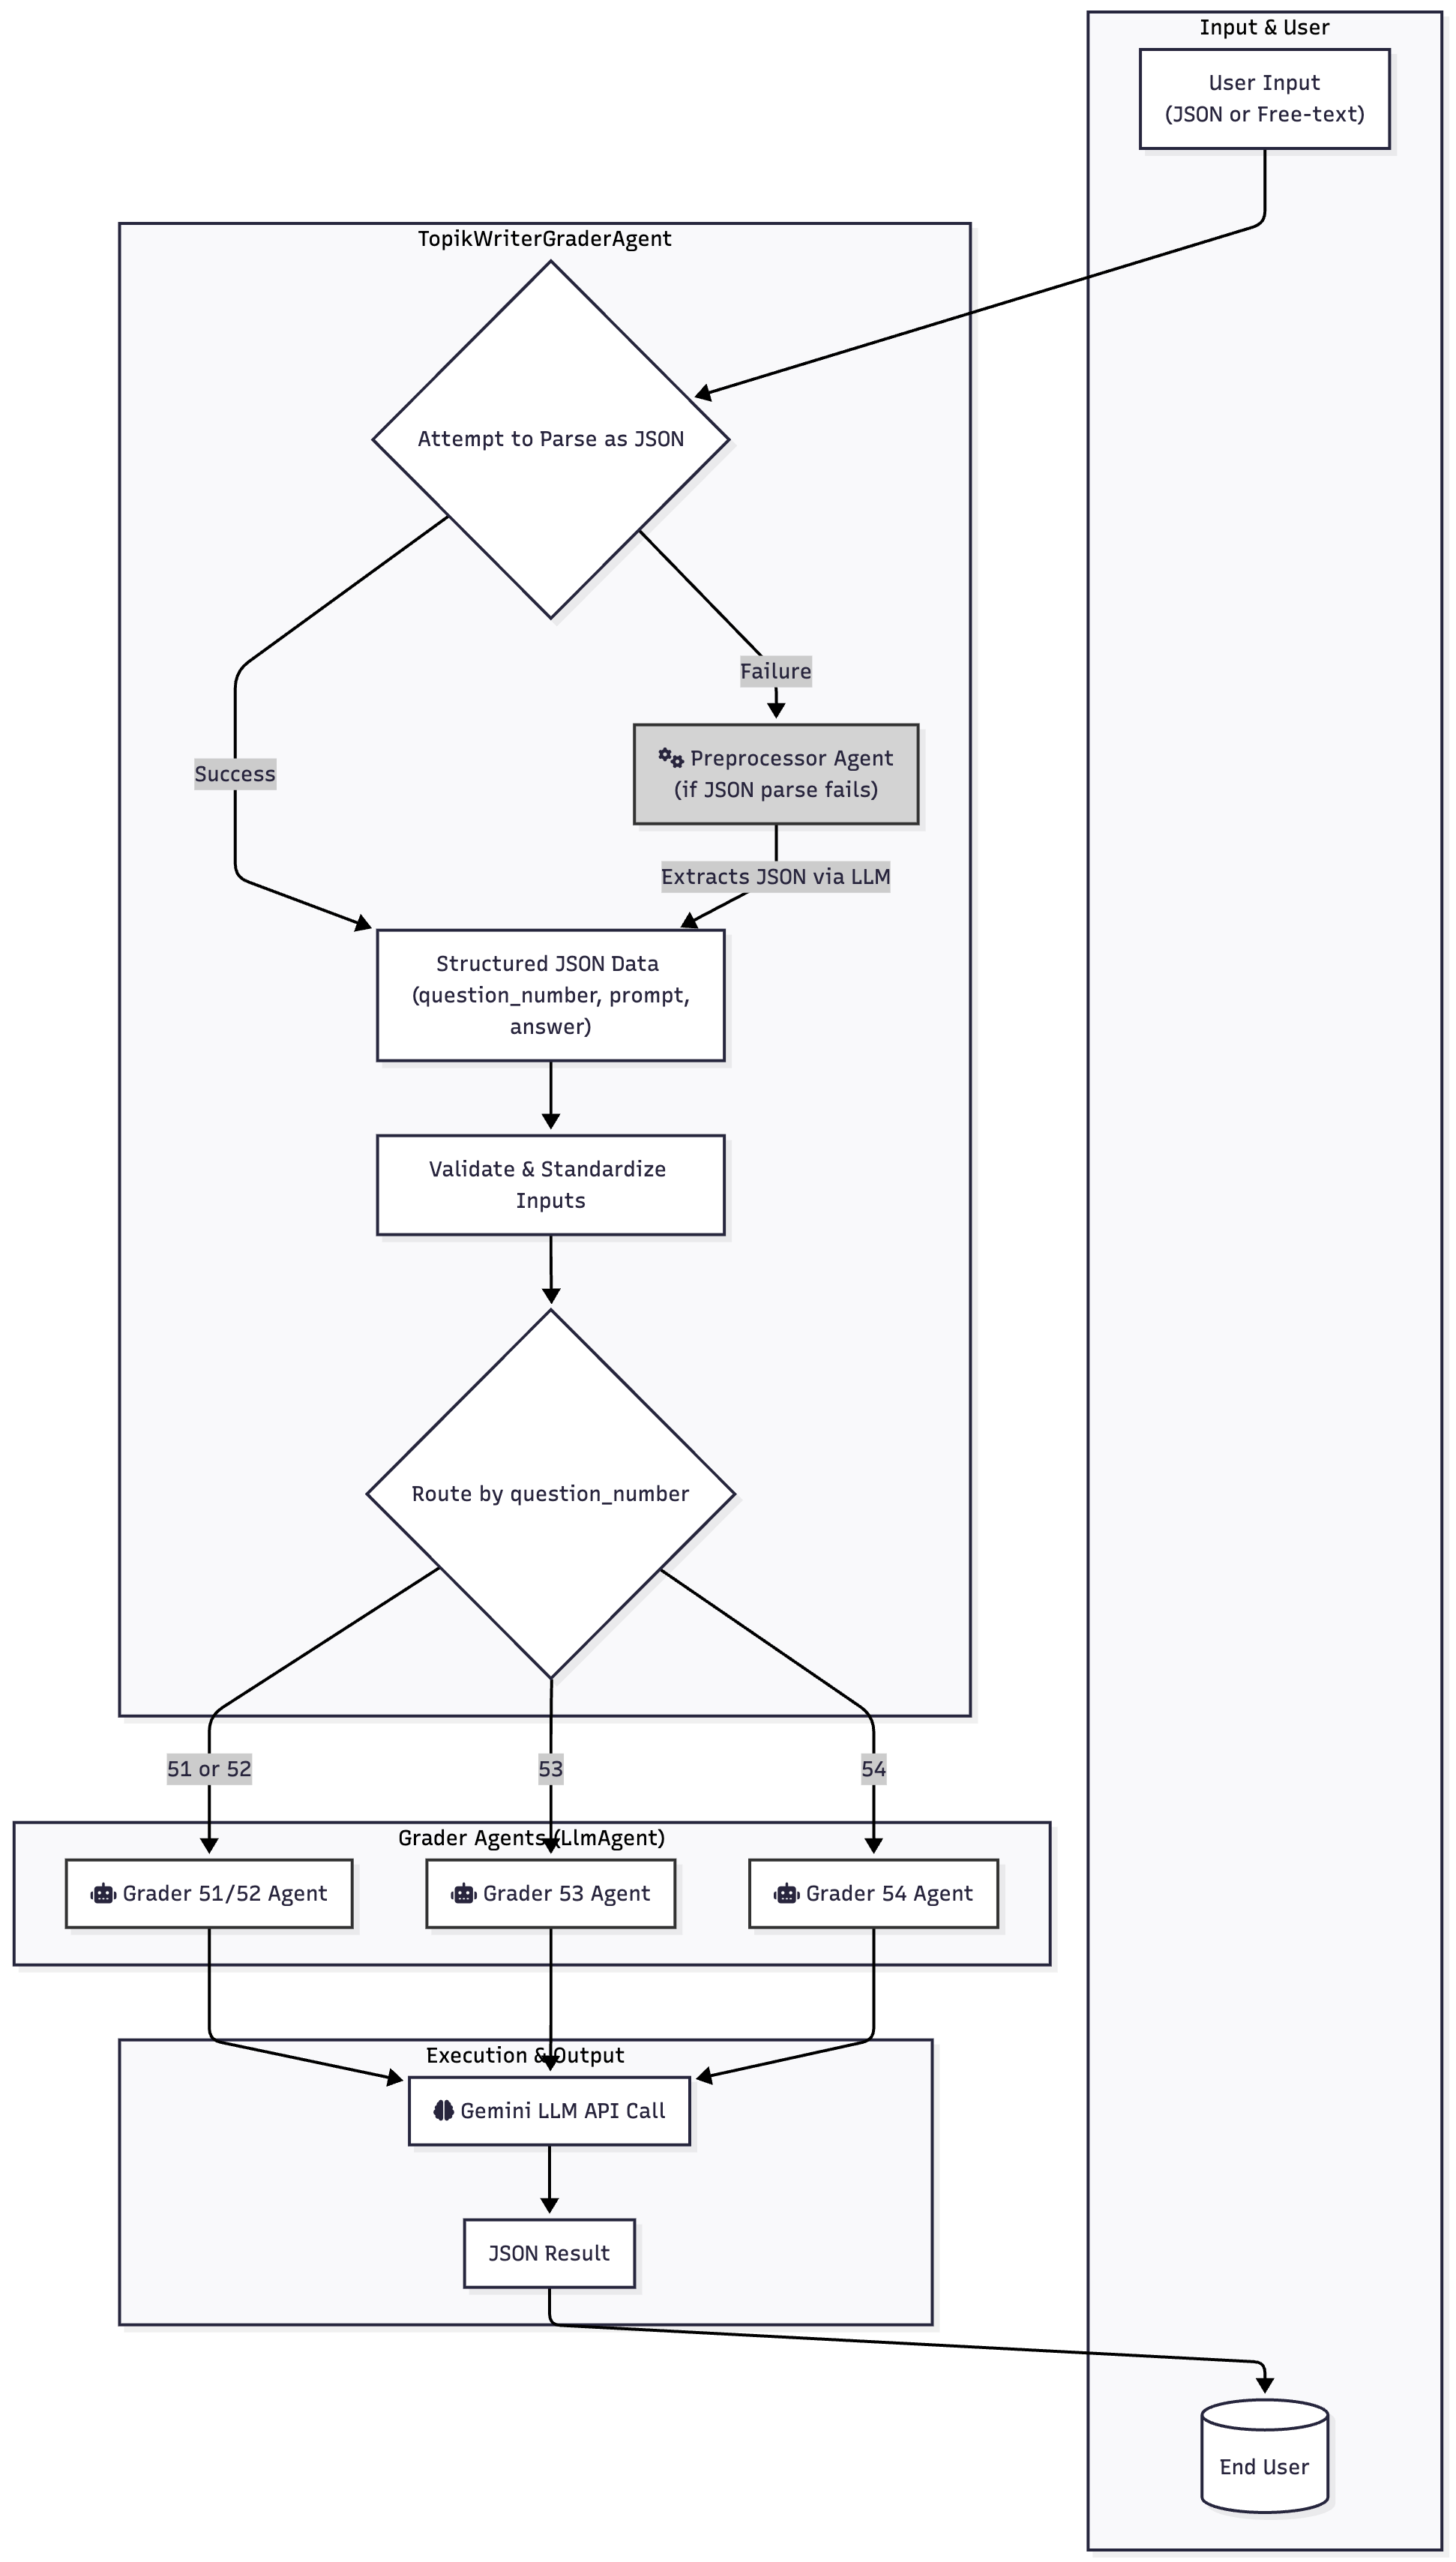 Input & User
User Input
(JSON or Free-text)
TopikWriterGraderAgent
Attempt to Parse as JSON
Failure
Success
Preprocessor Agent
(if JSON parse fails)
Extracts JSON via LLM
Structured JSON Data
(question_number, prompt,
answer)
Validate & Standardize
Inputs
Route by question_number
51 or 52
53
54
Grader Agents (LlmAgent)
Grader 51/52 Agent
Grader 53 Agent
Grader 54 Agent
Execution & Output
Gemini LLM API Call
JSON Result
End User